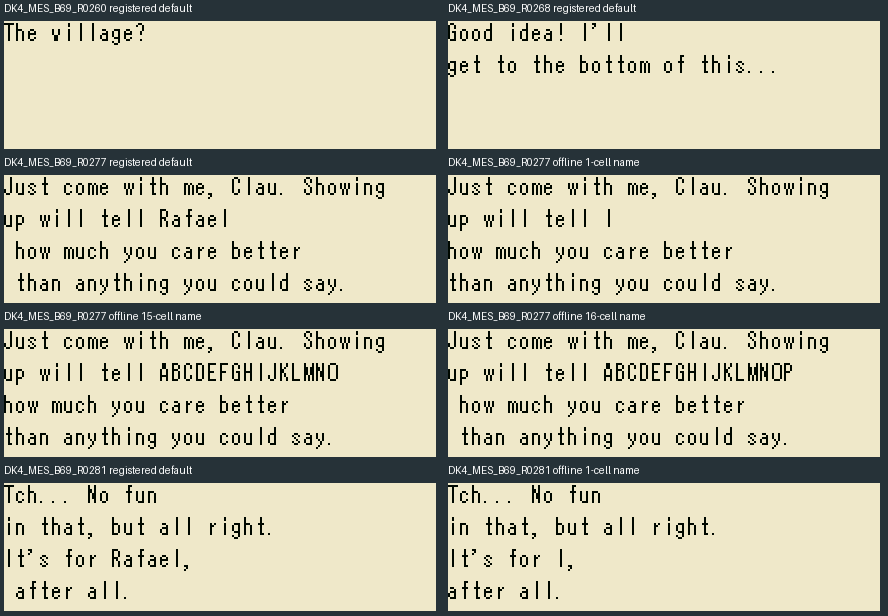 DK4_MES_B69_R0260 registered default
The village?
DK4_MES_B69_R0268 registered default
Good idea! I'll
get to the bottom of this...
DK4_MES_B69_R0277 registered default
Just come with me, Clau. Showing
up will tell Rafael
how much you care better
than anything you could say.
DK4_MES_B69_R0277 offline 1-cell name
Just come with me, Clau. Showing
up will tell I
how much you care better
than anything you could say.
DK4_MES_B69_R0277 offline 15-cell name
Just come with me, Clau. Showing
up will tell ABCDEFGHIJKLMNO
how much you care better
than anything you could say.
DK4_MES_B69_R0277 offline 16-cell name
Just come with me, Clau. Showing
up will tell ABCDEFGHIJKLMNOP
how much you care better
than anything you could say.
DK4_MES_B69_R0281 registered default
Tch... No fun
in that, but all right.
It's for Rafael,
after all.
DK4_MES_B69_R0281 offline 1-cell name
Tch... No fun
in that, but all right.
It's for I,
after all.